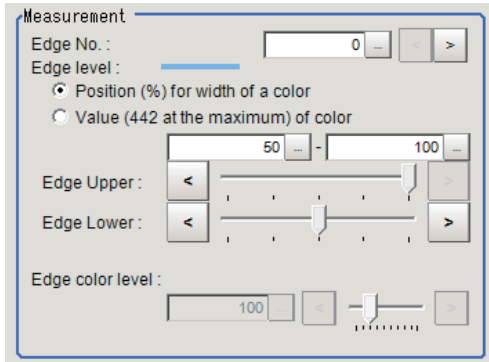 Measurement
Edge No. : 0 ... < >
Edge level :
Position (%) for width of a color
Value (442 at the maximum) of color
50 ... - 100 ...
Edge Upper : < >
Edge Lower : < >
Edge color level :
100 ... < >